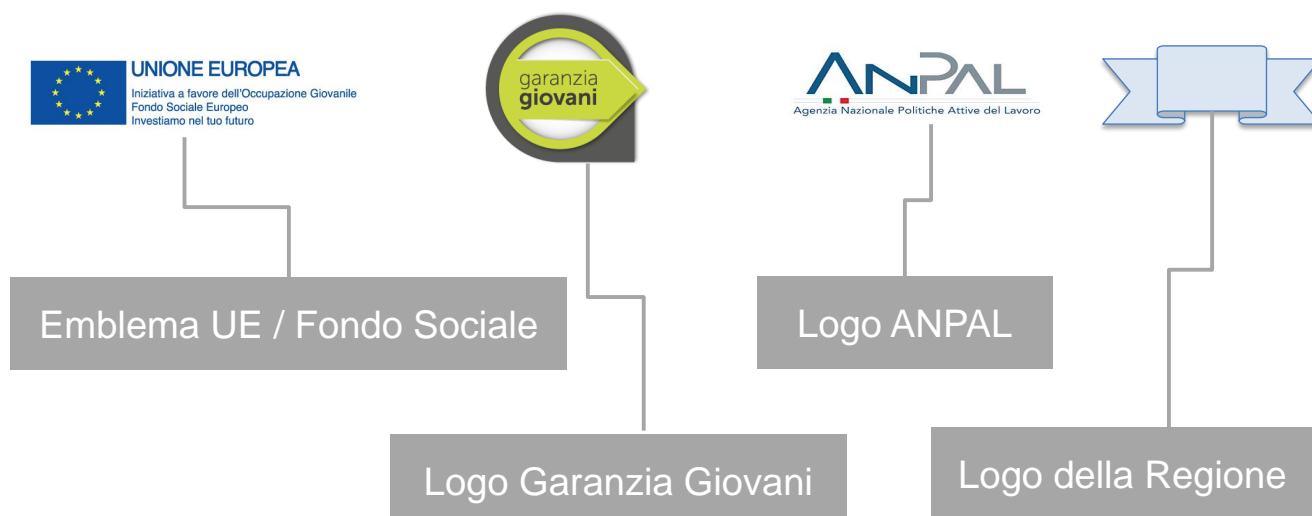 UNIONE EUROPEA
Iniziativa a favore dell'Occupazione Giovanile
Fondo Sociale Europeo
Investiamo nel tuo futuro
garanzia
giovani
ANPAL
Agenzia Nazionale Politiche Attive del Lavoro
Emblema UE / Fondo Sociale
Logo ANPAL
Logo Garanzia Giovani
Logo della Regione